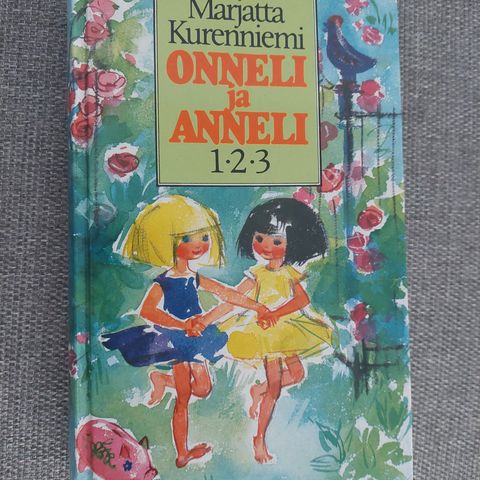 Marjatta
Kurenniemi
ONNELI
ja
ANNELI
1·2·3